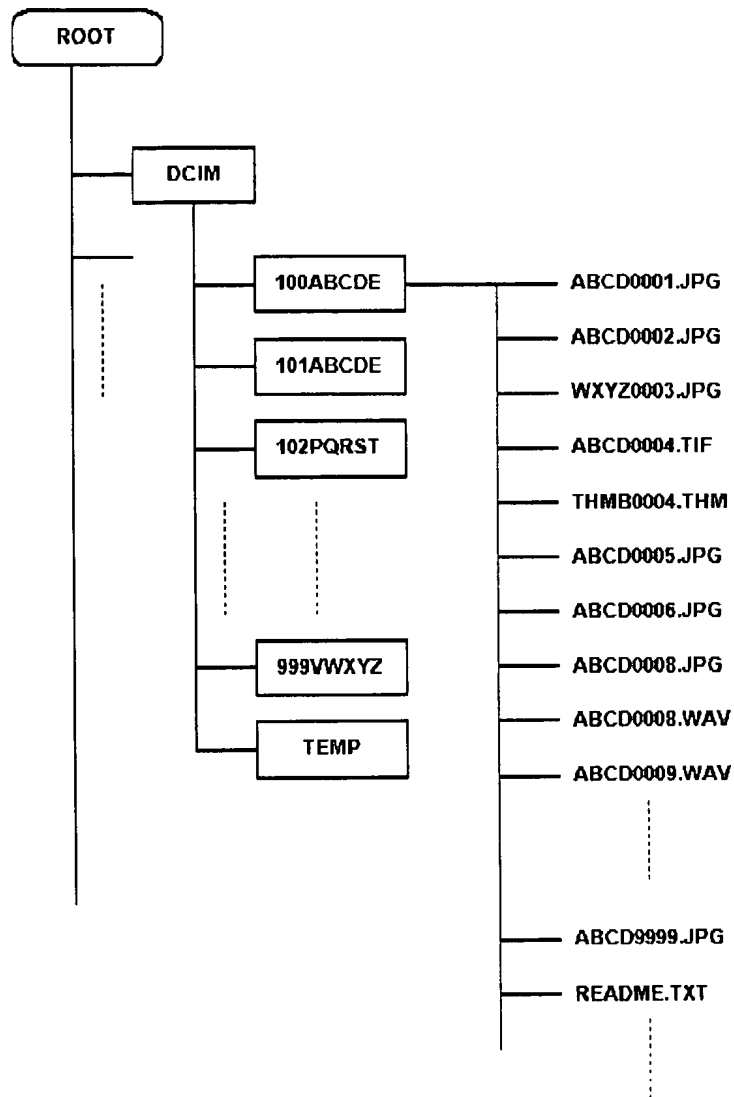 ROOT
DCIM
100ABCDE
101ABCDE
102PQRST
999VWXYZ
TEMP
ABCD0001.JPG
ABCD0002.JPG
WXYZ0003.JPG
ABCD0004.TIF
THMB0004.THM
ABCD0005.JPG
ABCD0006.JPG
ABCD0008.JPG
ABCD0008.WAV
ABCD0009.WAV
ABCD9999.JPG
README.TXT